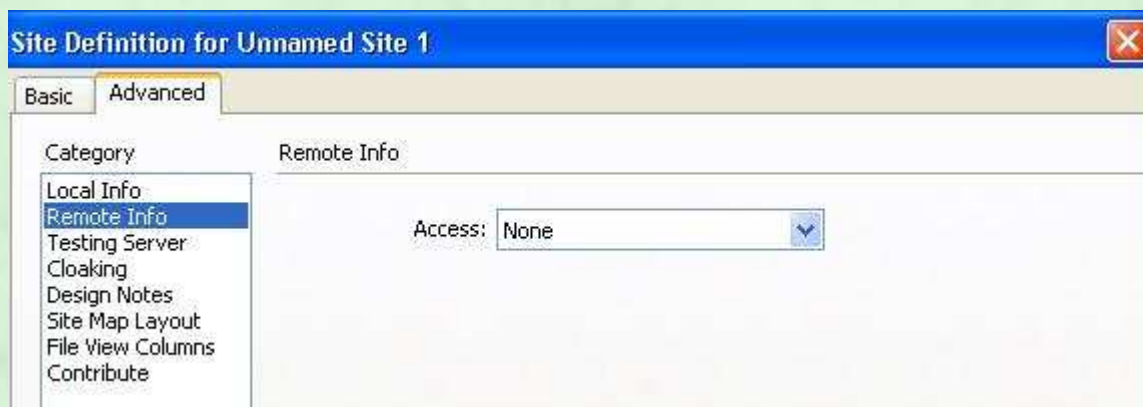 Site Definition for Unnamed Site 1
Basic Advanced
Category
Local Info
Remote Info
Testing Server
Cloaking
Design Notes
Site Map Layout
File View Columns
Contribute
Remote Info
Access: None